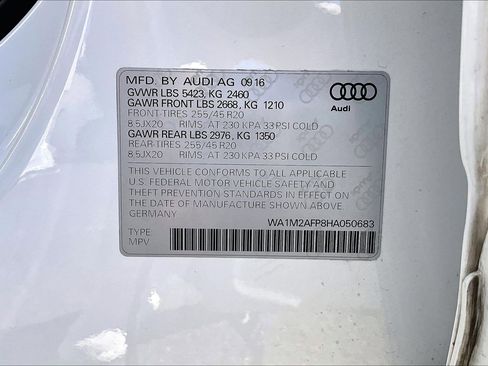 MFD. BY AUDI AG 09 16
GVWR LBS 5423, KG 2460
GAWR FRONT LBS 2668, KG 1210
FRONT-TIRES 255/45 R20
8.5JX20 RIMS, AT 230 KPA 33 PSI COLD
GAWR REAR LBS 2976, KG 1350
REAR-TIRES 255/45 R20
8.5JX20 RIMS, AT 230 KPA 33 PSI COLD
Audi
THIS VEHICLE CONFORMS TO ALL APPLICABLE
U.S. FEDERAL MOTOR VEHICLE SAFETY AND
THEFT PREVENTION STANDARDS IN EFFECT ON
THE DATE OF MANUFACTURE SHOWN ABOVE.
GERMANY
WA1M2AFP8HA050683
TYPE
MPV